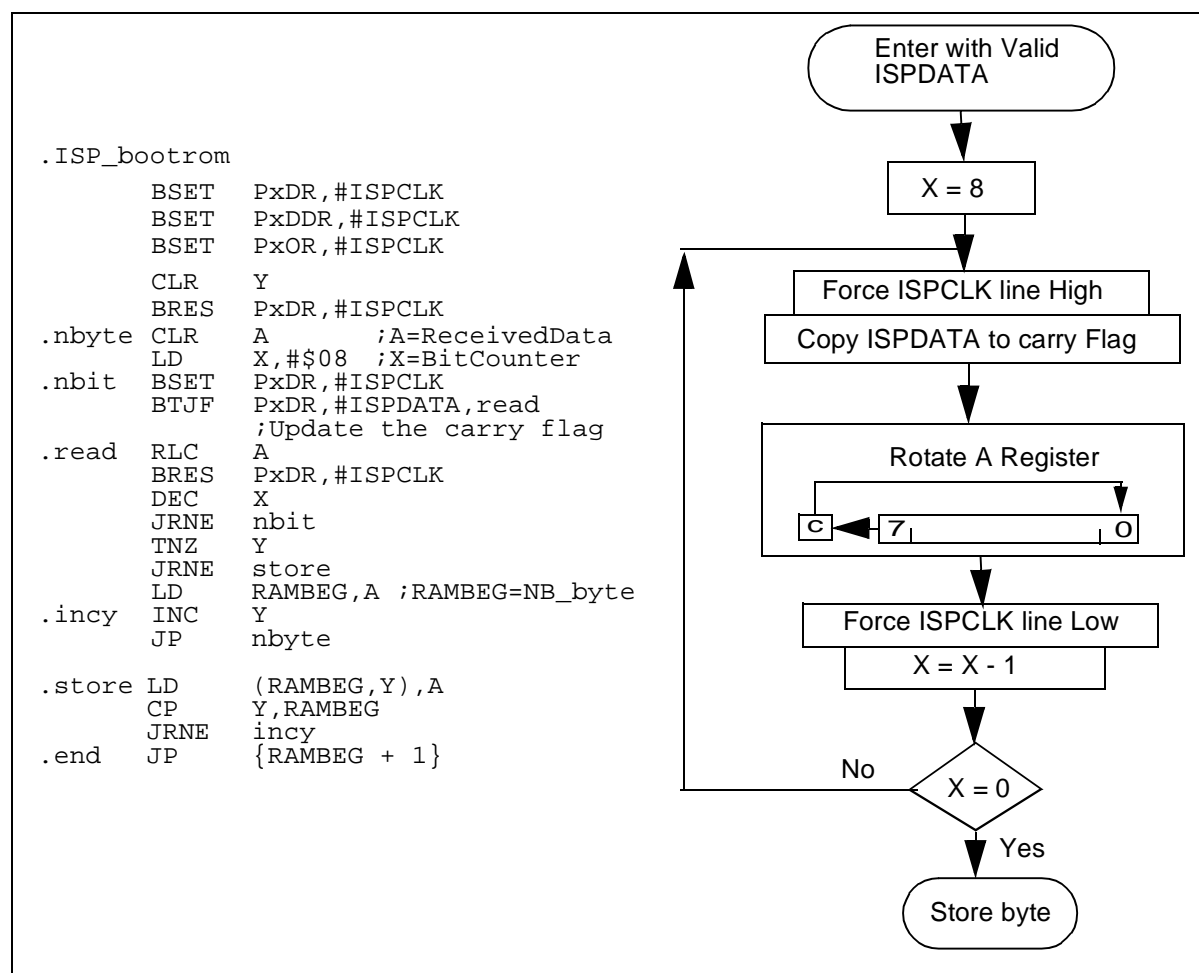 .ISP_bootrom
BSET PxDR,#ISPCLK
BSET PxDDR,#ISPCLK
BSET PxOR,#ISPCLK
CLR Y
BRES PxDR,#ISPCLK
.nbyte CLR A ;A=ReceivedData
LD X,#$08 ;X=BitCounter
.nbit BSET PxDR,#ISPCLK
BTJF PxDR,#ISPDATA,read
;Update the carry flag
.read RLC A
BRES PxDR,#ISPCLK
DEC X
JRNE nbit
TNZ Y
JRNE store
LD RAMBEG,A ;RAMBEG=NB_byte
.incy INC Y
JP nbyte
.store LD (RAMBEG,Y),A
CP Y,RAMBEG
JRNE incy
.end JP {RAMBEG + 1}
Enter with Valid
ISPDATA
X = 8
Force ISPCLK line High
Copy ISPDATA to carry Flag
Rotate A Register
C 7 0
Force ISPCLK line Low
X = X - 1
No
X = 0
Yes
Store byte